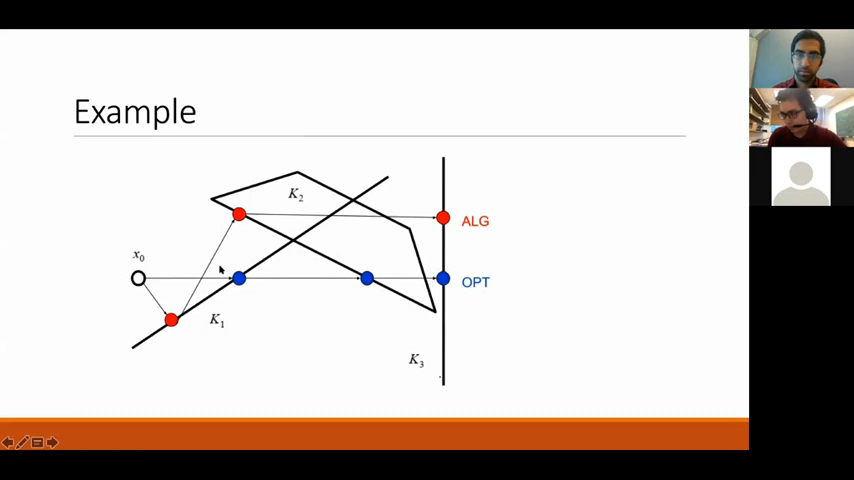 Example
K₂
x₀
ALG
OPT
K₁
K₃